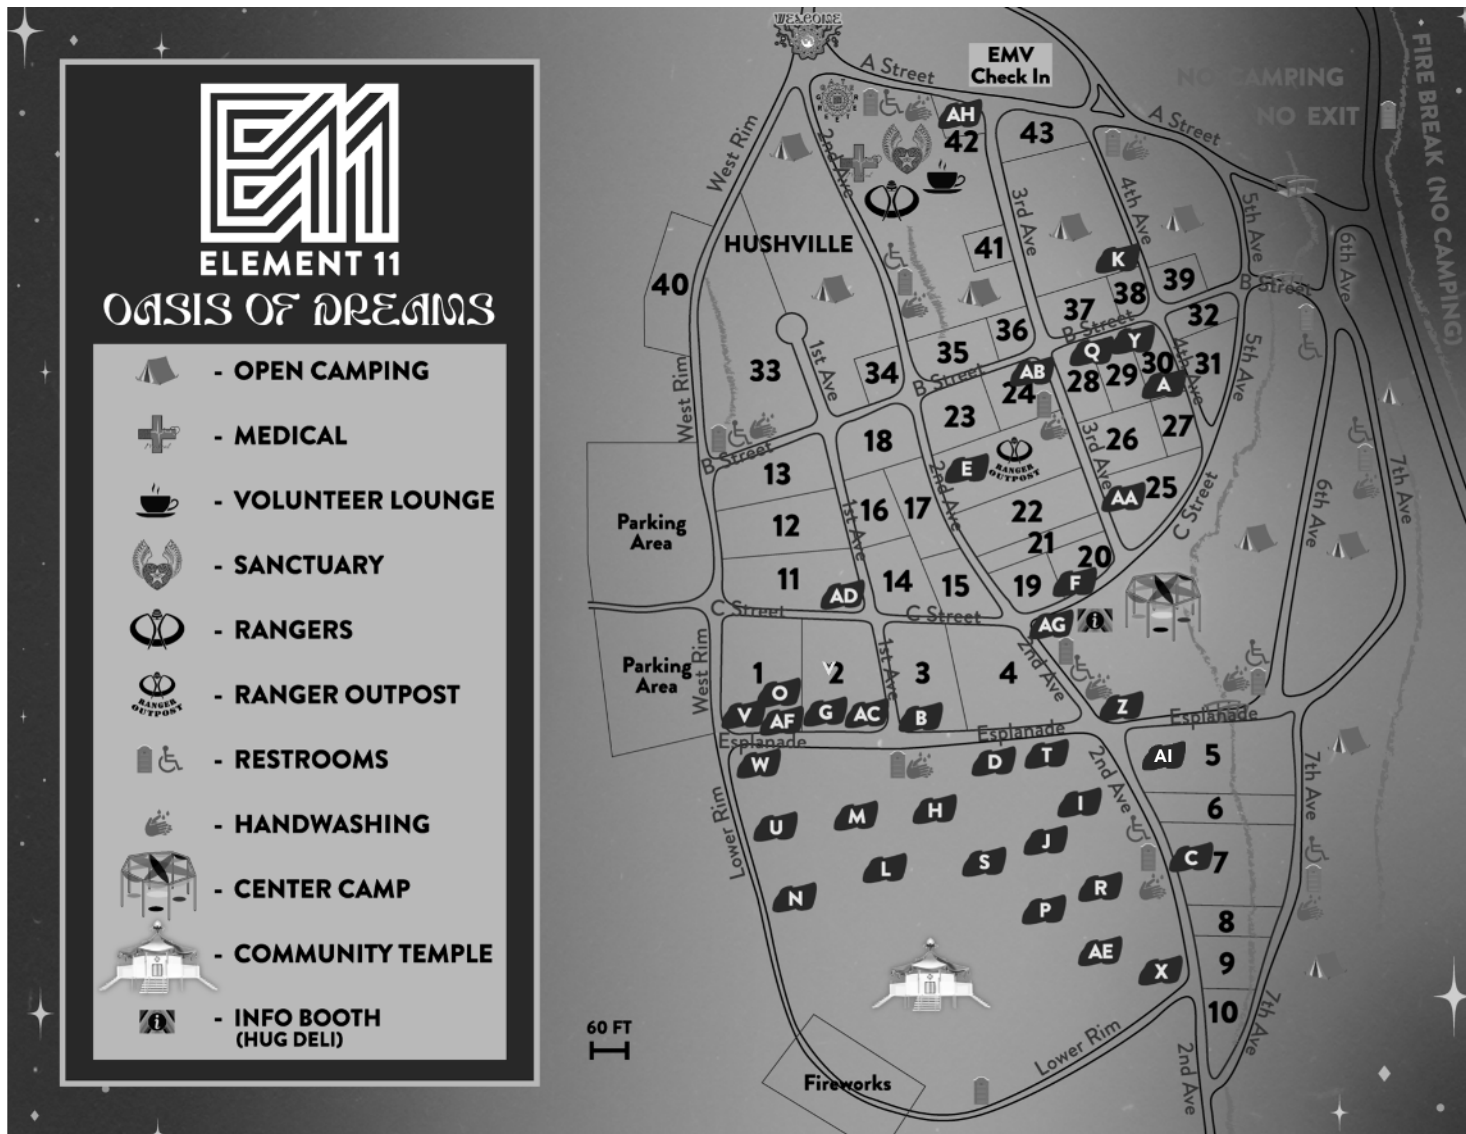 ELEMENT 11
OASIS OF DREAMS
- OPEN CAMPING
- MEDICAL
- VOLUNTEER LOUNGE
- SANCTUARY
- RANGERS
RANGER
OUTPOST
- RANGER OUTPOST
- RESTROOMS
- HANDWASHING
- CENTER CAMP
- COMMUNITY TEMPLE
- INFO BOOTH
(HUG DELI)
WELCOME
A Street
EMV
Check In
NO CAMPING
NO EXIT
A Street
FIRE BREAK (NO CAMPING)
West Rim
2nd Ave
AH
42
43
3rd Ave
4th Ave
5th Ave
6th Ave
HUSHVILLE
40
41
K
39
38
37
B Street
B Street
32
36
35
34
33
1st Ave
West Rim
B Street
Q
Y
30
4th Ave
31
5th Ave
AB
24
28
29
A
23
18
26
27
3rd Ave
B Street
13
E
RANGER
OUTPOST
2nd Ave
AA
25
C Street
6th Ave
7th Ave
Parking
Area
12
16
17
1st Ave
22
21
20
11
AD
14
15
19
F
C Street
C Street
AG
2nd Ave
Parking
Area
West Rim
1
2
1st Ave
3
4
O
V
AF
G
AC
B
Z
Esplanade
Esplanade
Esplanade
W
D
T
2nd Ave
AI
5
7th Ave
Lower Rim
U
M
H
I
6
J
L
S
C
7
N
R
P
8
AE
X
9
10
7th Ave
60 FT
Lower Rim
2nd Ave
Fireworks